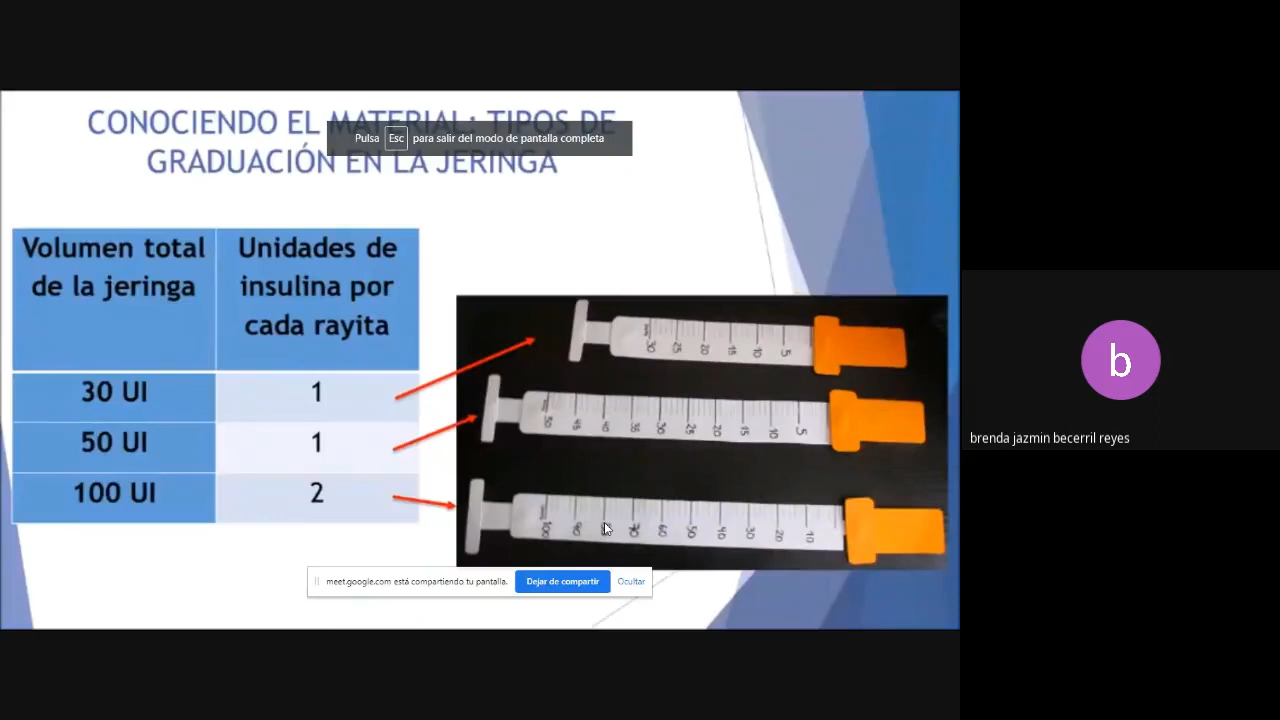 CONOCIENDO EL MATERIAL: TIPOS DE
GRADUACIÓN EN LA JERINGA
Pulsa Esc para salir del modo de pantalla completa
Volumen total
de la jeringa
Unidades de
insulina por
cada rayita
30 UI 1
50 UI 1
100 UI 2
30 25 20 15 10 5
50 45 40 35 30 25 20 15 10 5
100 90 70 60 50 40 30 20 10
meet.google.com está compartiendo tu pantalla. Dejar de compartir Ocultar
b
brenda jazmin becerril reyes